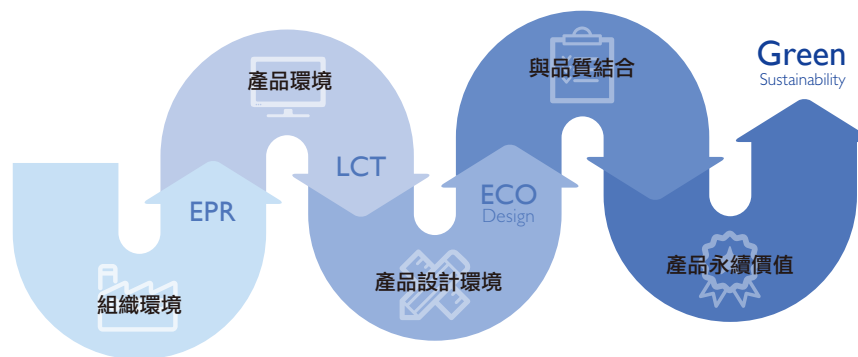 組織環境
EPR
產品環境
LCT
產品設計環境
ECO
Design
與品質結合
產品永續價值
Green
Sustainability